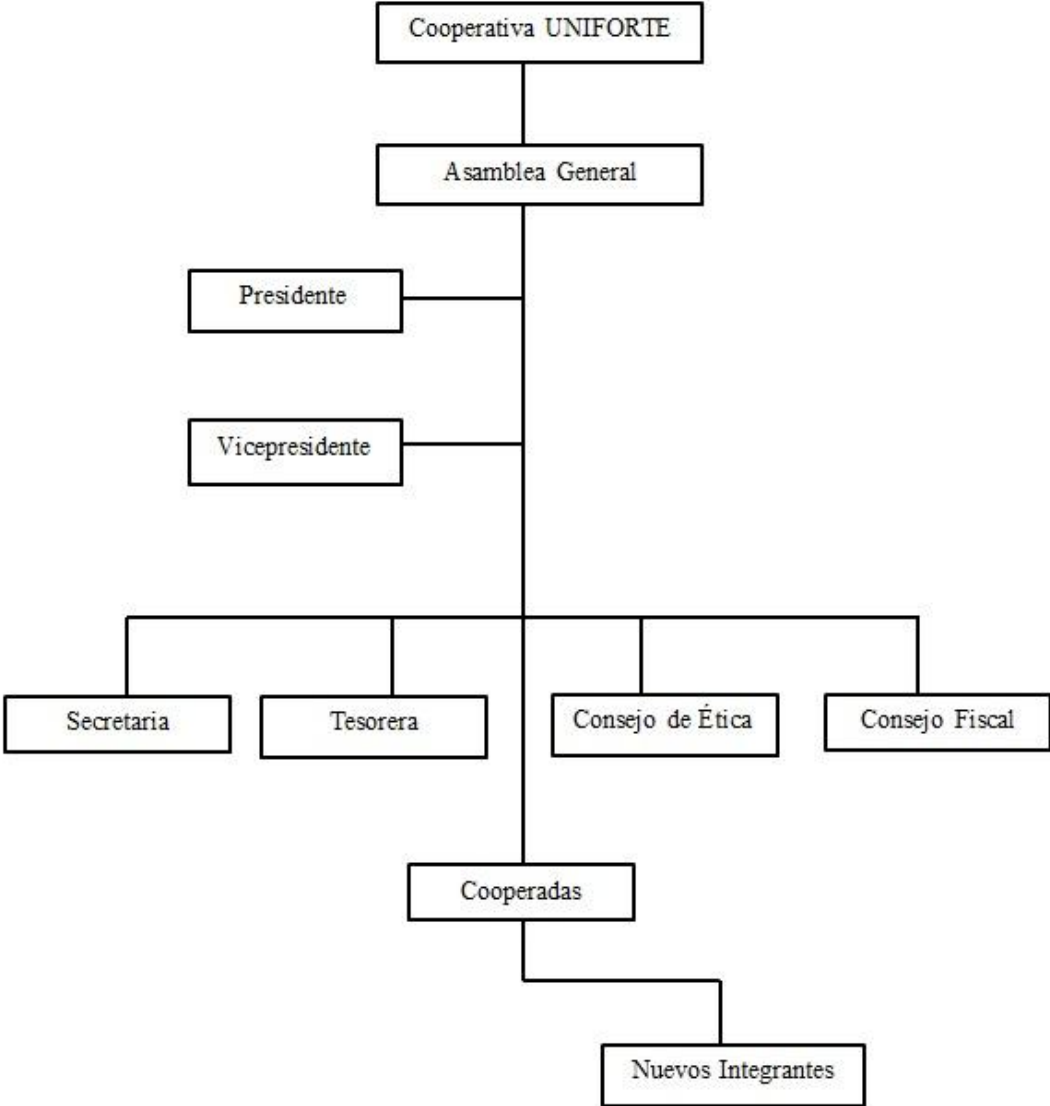 Cooperativa UNIFORTE
Asamblea General
Presidente
Vicepresidente
Secretaria
Tesorera
Consejo de Ética
Consejo Fiscal
Cooperadas
Nuevos Integrantes